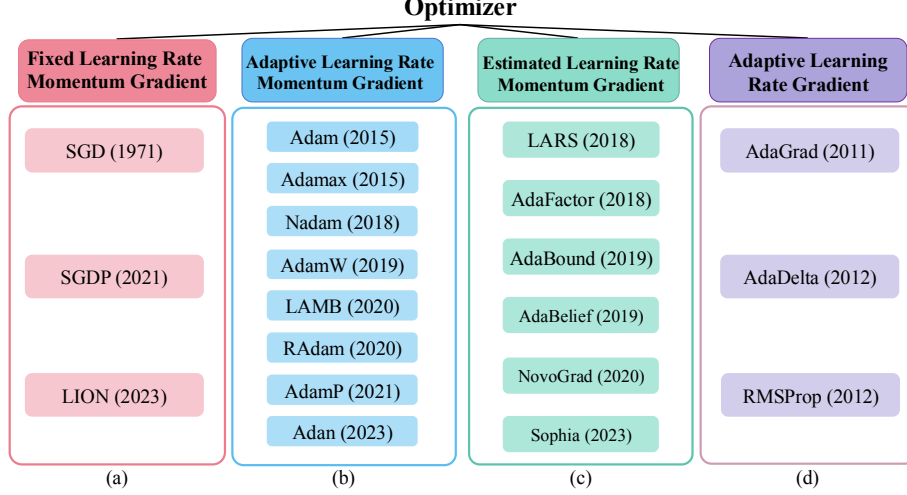 Optimizer
Fixed Learning Rate
Momentum Gradient
Adaptive Learning Rate
Momentum Gradient
Estimated Learning Rate
Momentum Gradient
Adaptive Learning
Rate Gradient
SGD (1971)
SGDP (2021)
LION (2023)
Adam (2015)
Adamax (2015)
Nadam (2018)
AdamW (2019)
LAMB (2020)
RAdam (2020)
AdamP (2021)
Adan (2023)
LARS (2018)
AdaFactor (2018)
AdaBound (2019)
AdaBelief (2019)
NovoGrad (2020)
Sophia (2023)
AdaGrad (2011)
AdaDelta (2012)
RMSProp (2012)
(a)
(b)
(c)
(d)